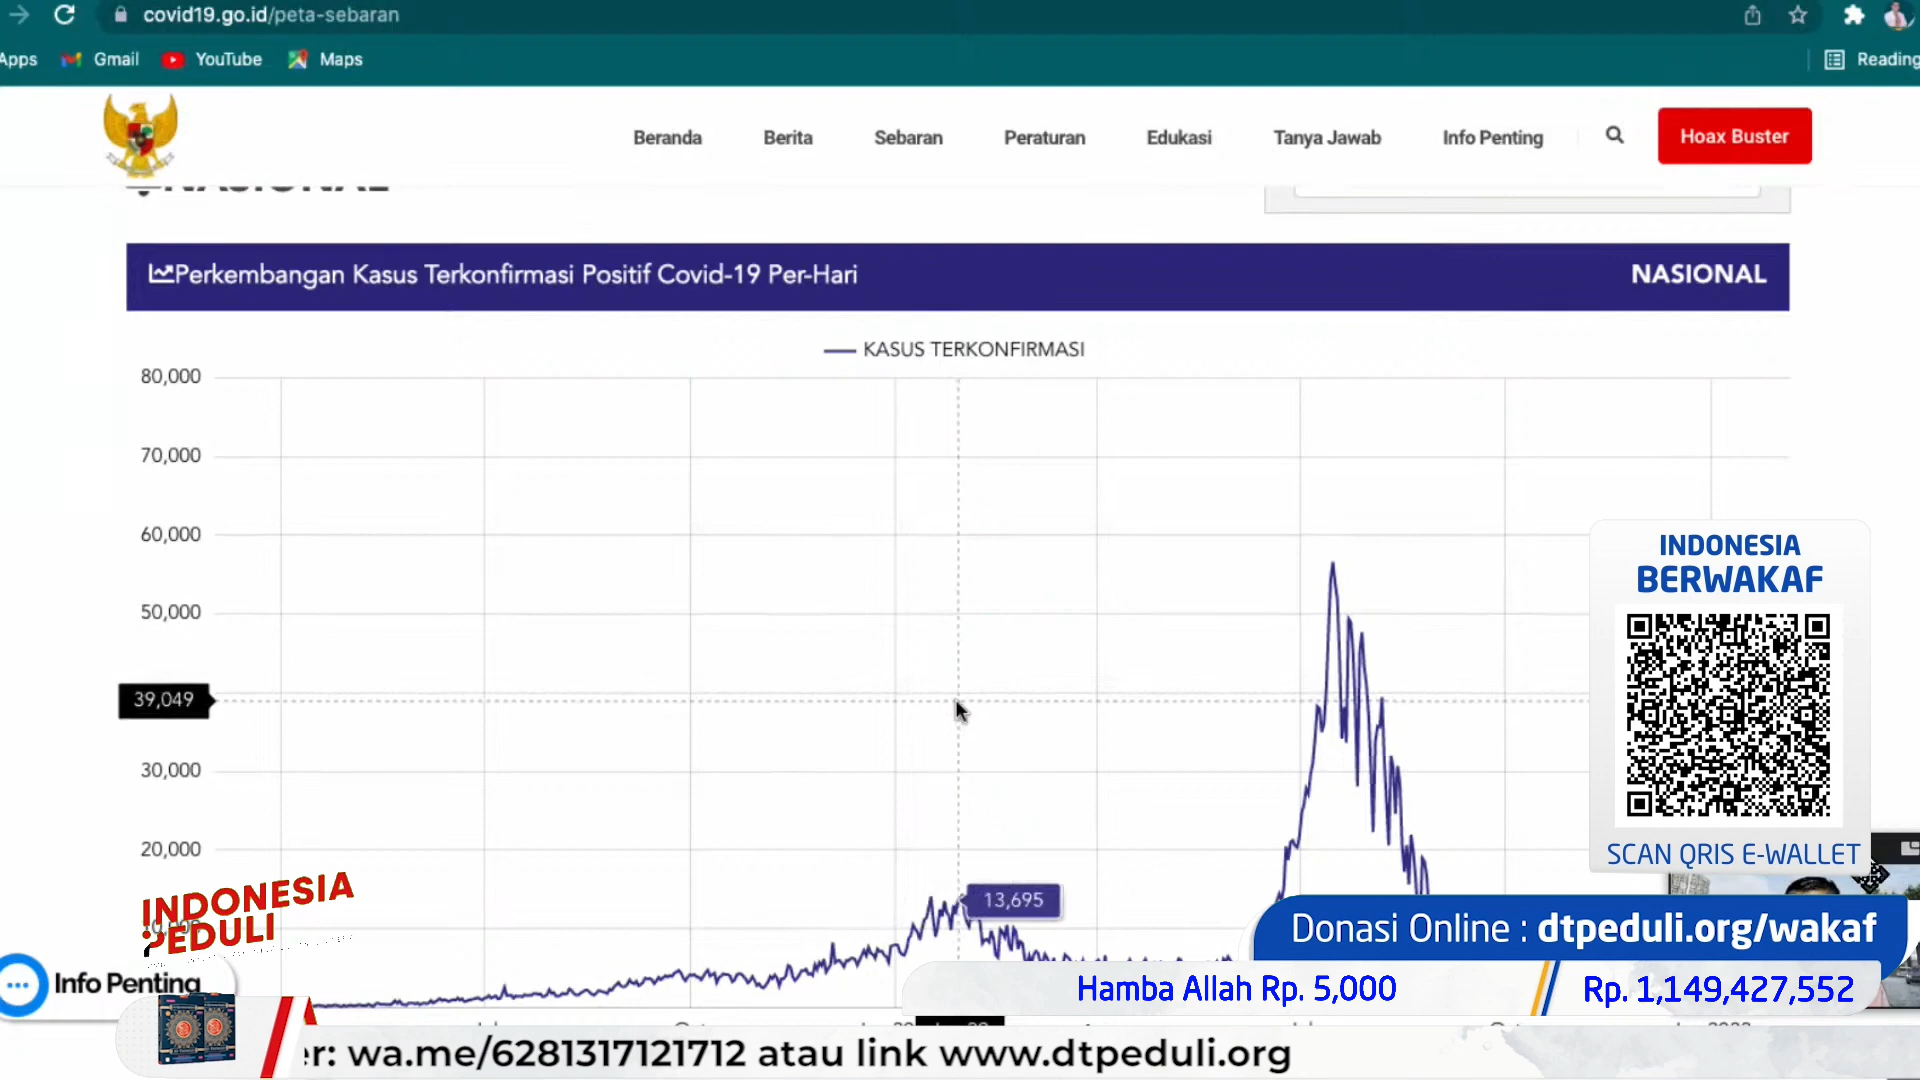 covid19.go.id/peta-sebaran
Apps Gmail YouTube Maps Reading
Beranda Berita Sebaran Peraturan Edukasi Tanya Jawab Info Penting Hoax Buster
NASIONAL
Perkembangan Kasus Terkonfirmasi Positif Covid-19 Per-Hari NASIONAL
KASUS TERKONFIRMASI
80,000
70,000
60,000
50,000
39,049
30,000
20,000
13,695
INDONESIA
BERWAKAF
SCAN QRIS E-WALLET
INDONESIA
PEDULI
Donasi Online : dtpeduli.org/wakaf
Info Penting
Hamba Allah Rp. 5,000
Rp. 1,149,427,552
er: wa.me/6281317121712 atau link www.dtpeduli.org